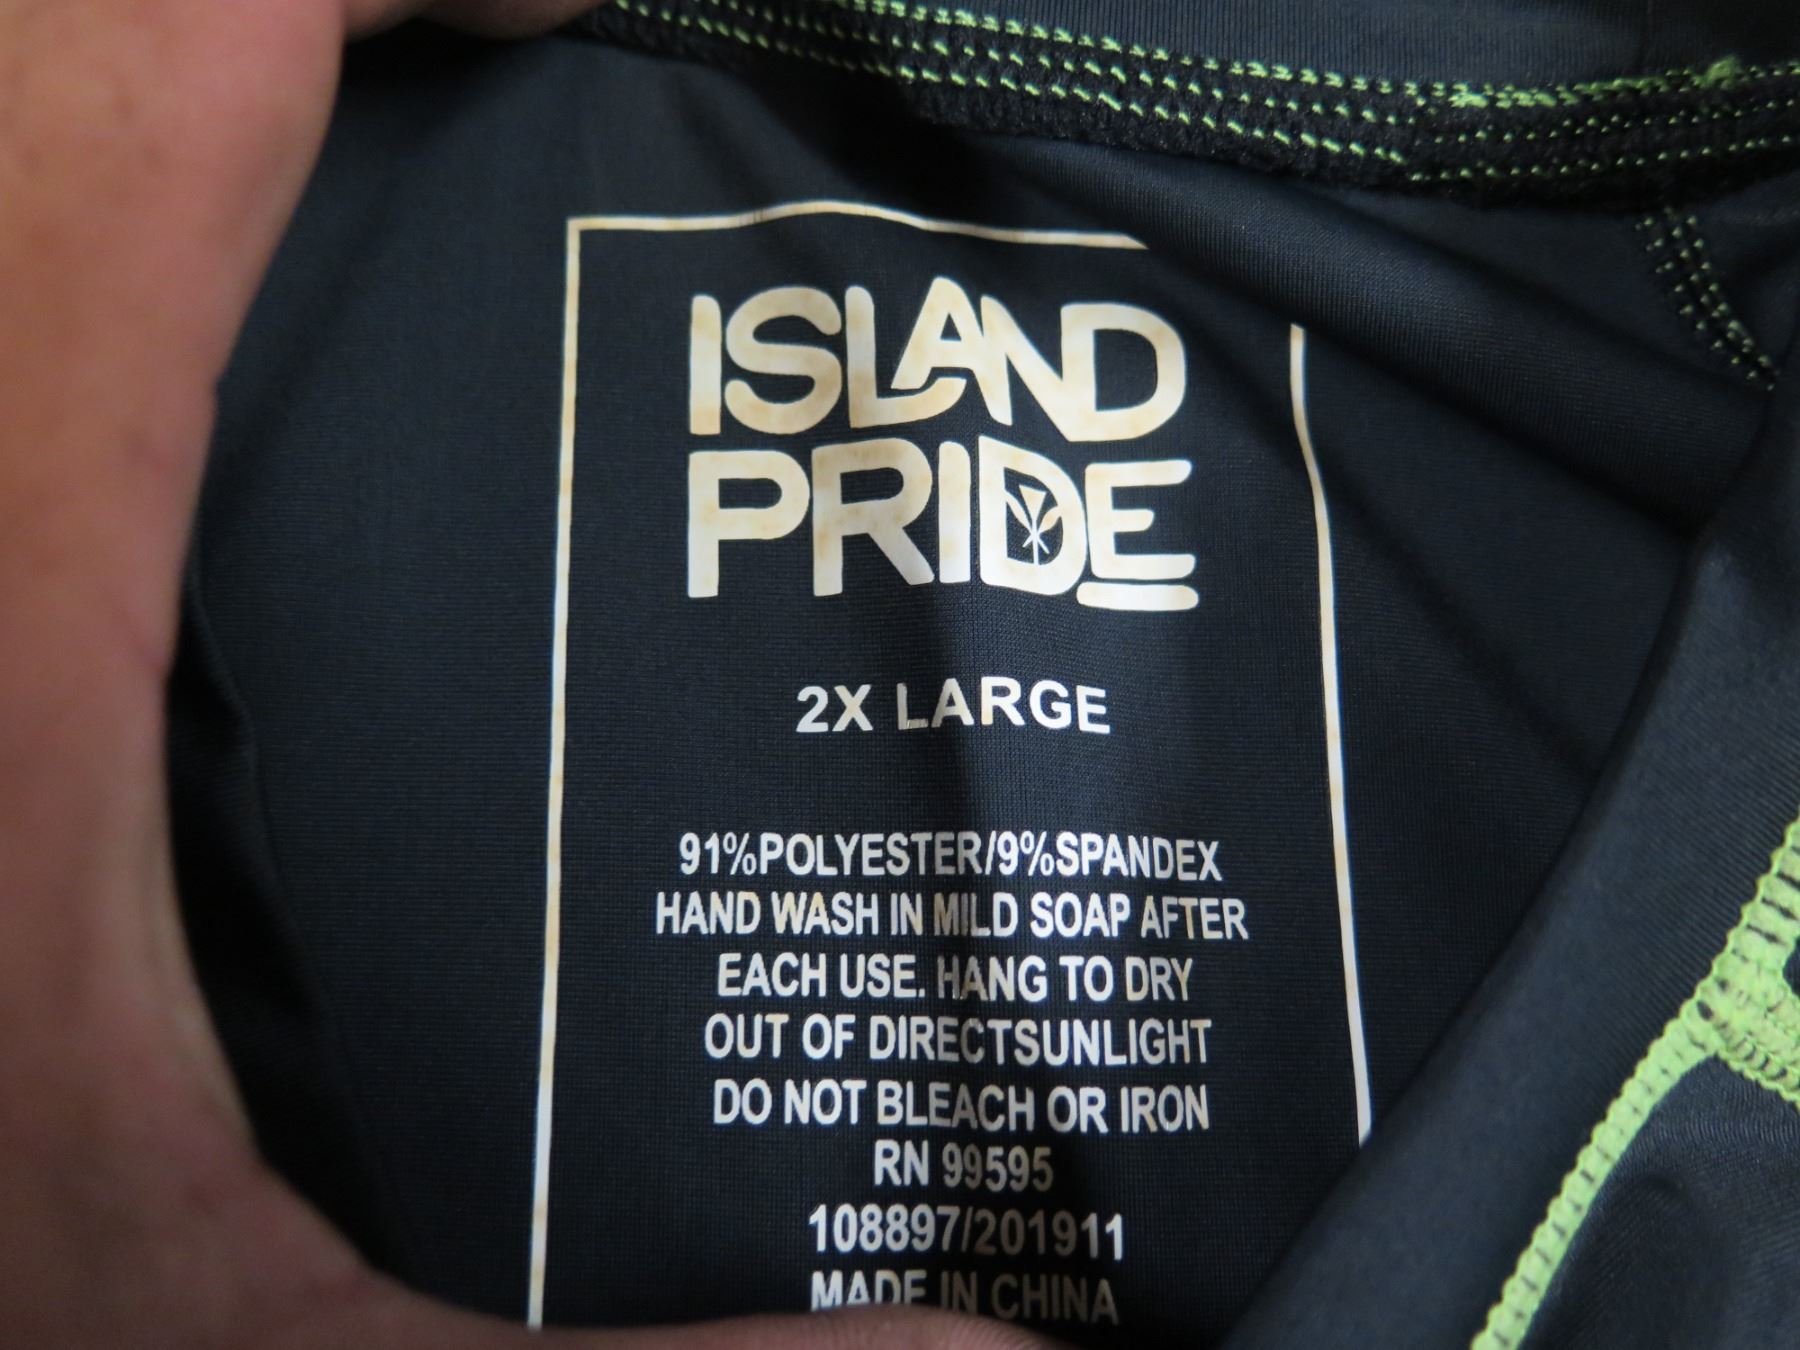 ISLAND
PRIDE
2X LARGE
91%POLYESTER/9%SPANDEX
HAND WASH IN MILD SOAP AFTER
EACH USE. HANG TO DRY
OUT OF DIRECTSUNLIGHT
DO NOT BLEACH OR IRON
RN 99595
108897/201911
MADE IN CHINA